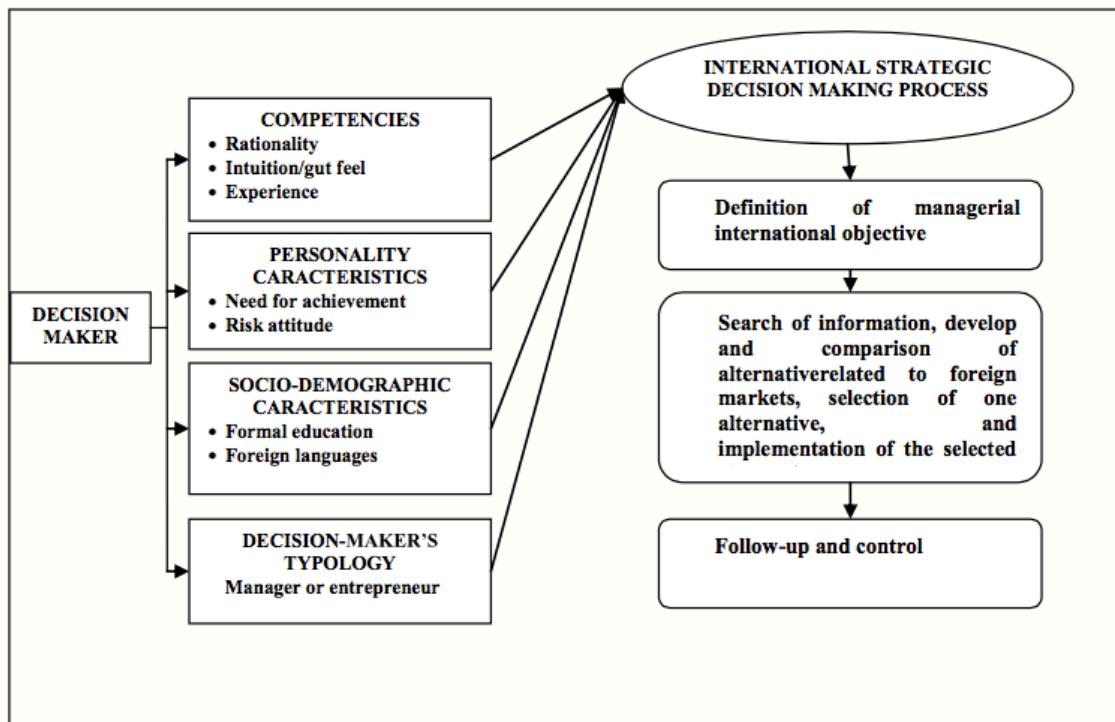 DECISION
MAKER
COMPETENCIES
• Rationality
• Intuition/gut feel
• Experience
PERSONALITY
CARACTERISTICS
• Need for achievement
• Risk attitude
SOCIO-DEMOGRAPHIC
CARACTERISTICS
• Formal education
• Foreign languages
DECISION-MAKER'S
TYPOLOGY
Manager or entrepreneur
INTERNATIONAL STRATEGIC
DECISION MAKING PROCESS
Definition of managerial
international objective
Search of information, develop
and comparison of
alternativerelated to foreign
markets, selection of one
alternative, and
implementation of the selected
Follow-up and control